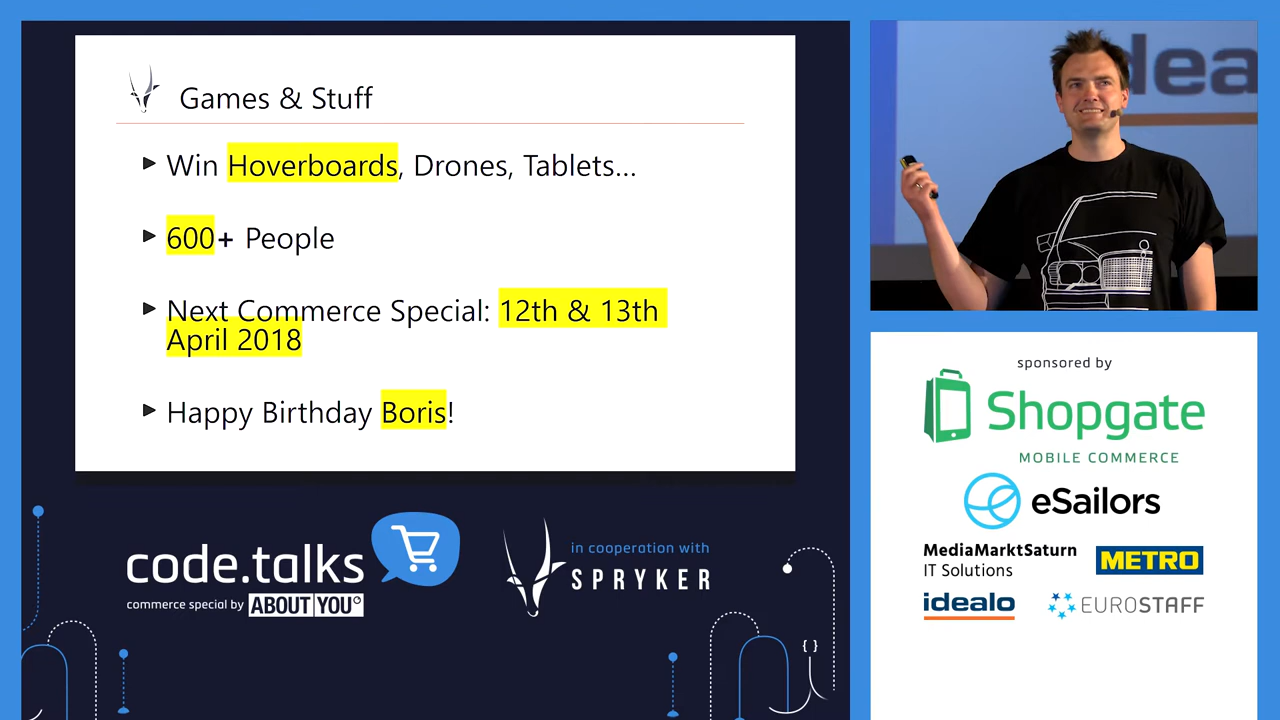 Games & Stuff
Win Hoverboards, Drones, Tablets...
600+ People
Next Commerce Special: 12th & 13th
April 2018
Happy Birthday Boris!
code.talks
commerce special by ABOUT YOU°
in cooperation with
SPRYKER
{ }
idea
sponsored by
Shopgate
MOBILE COMMERCE
eSailors
MediaMarktSaturn
IT Solutions
METRO
idealo
EUROSTAFF